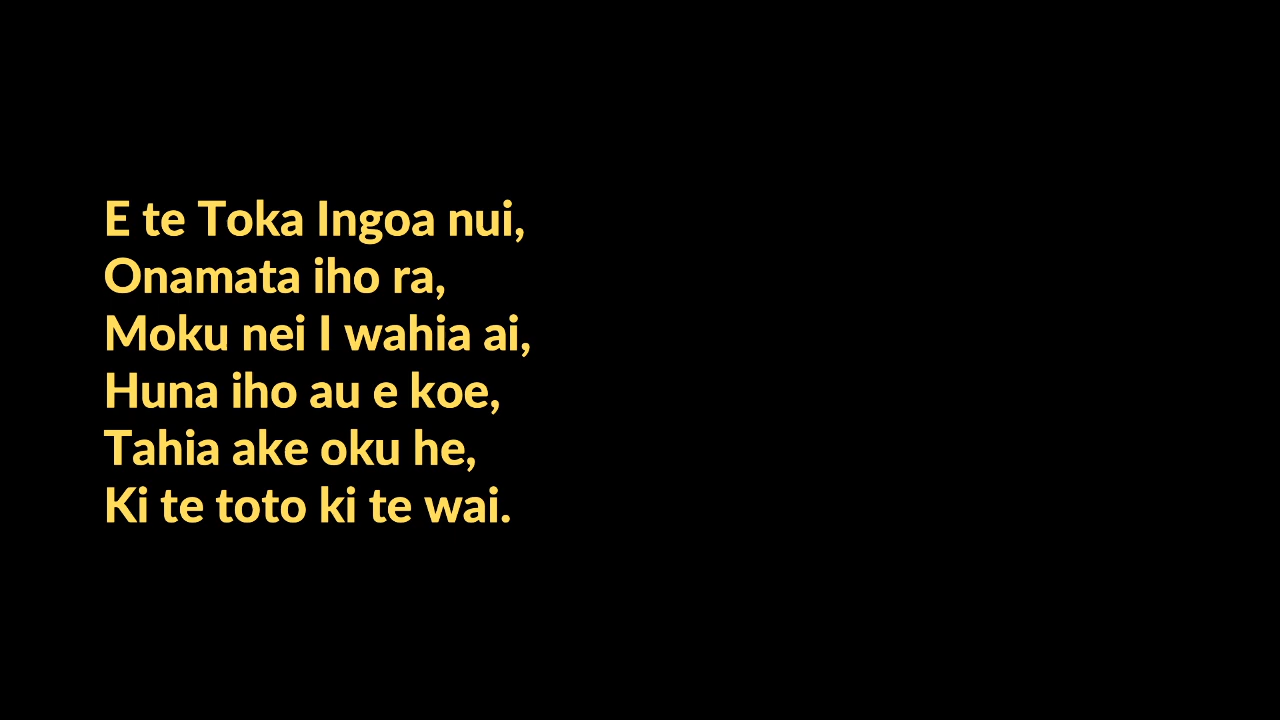 E te Toka Ingoa nui,
Onamata iho ra,
Moku nei I wahia ai,
Huna iho au e koe,
Tahia ake oku he,
Ki te toto ki te wai.